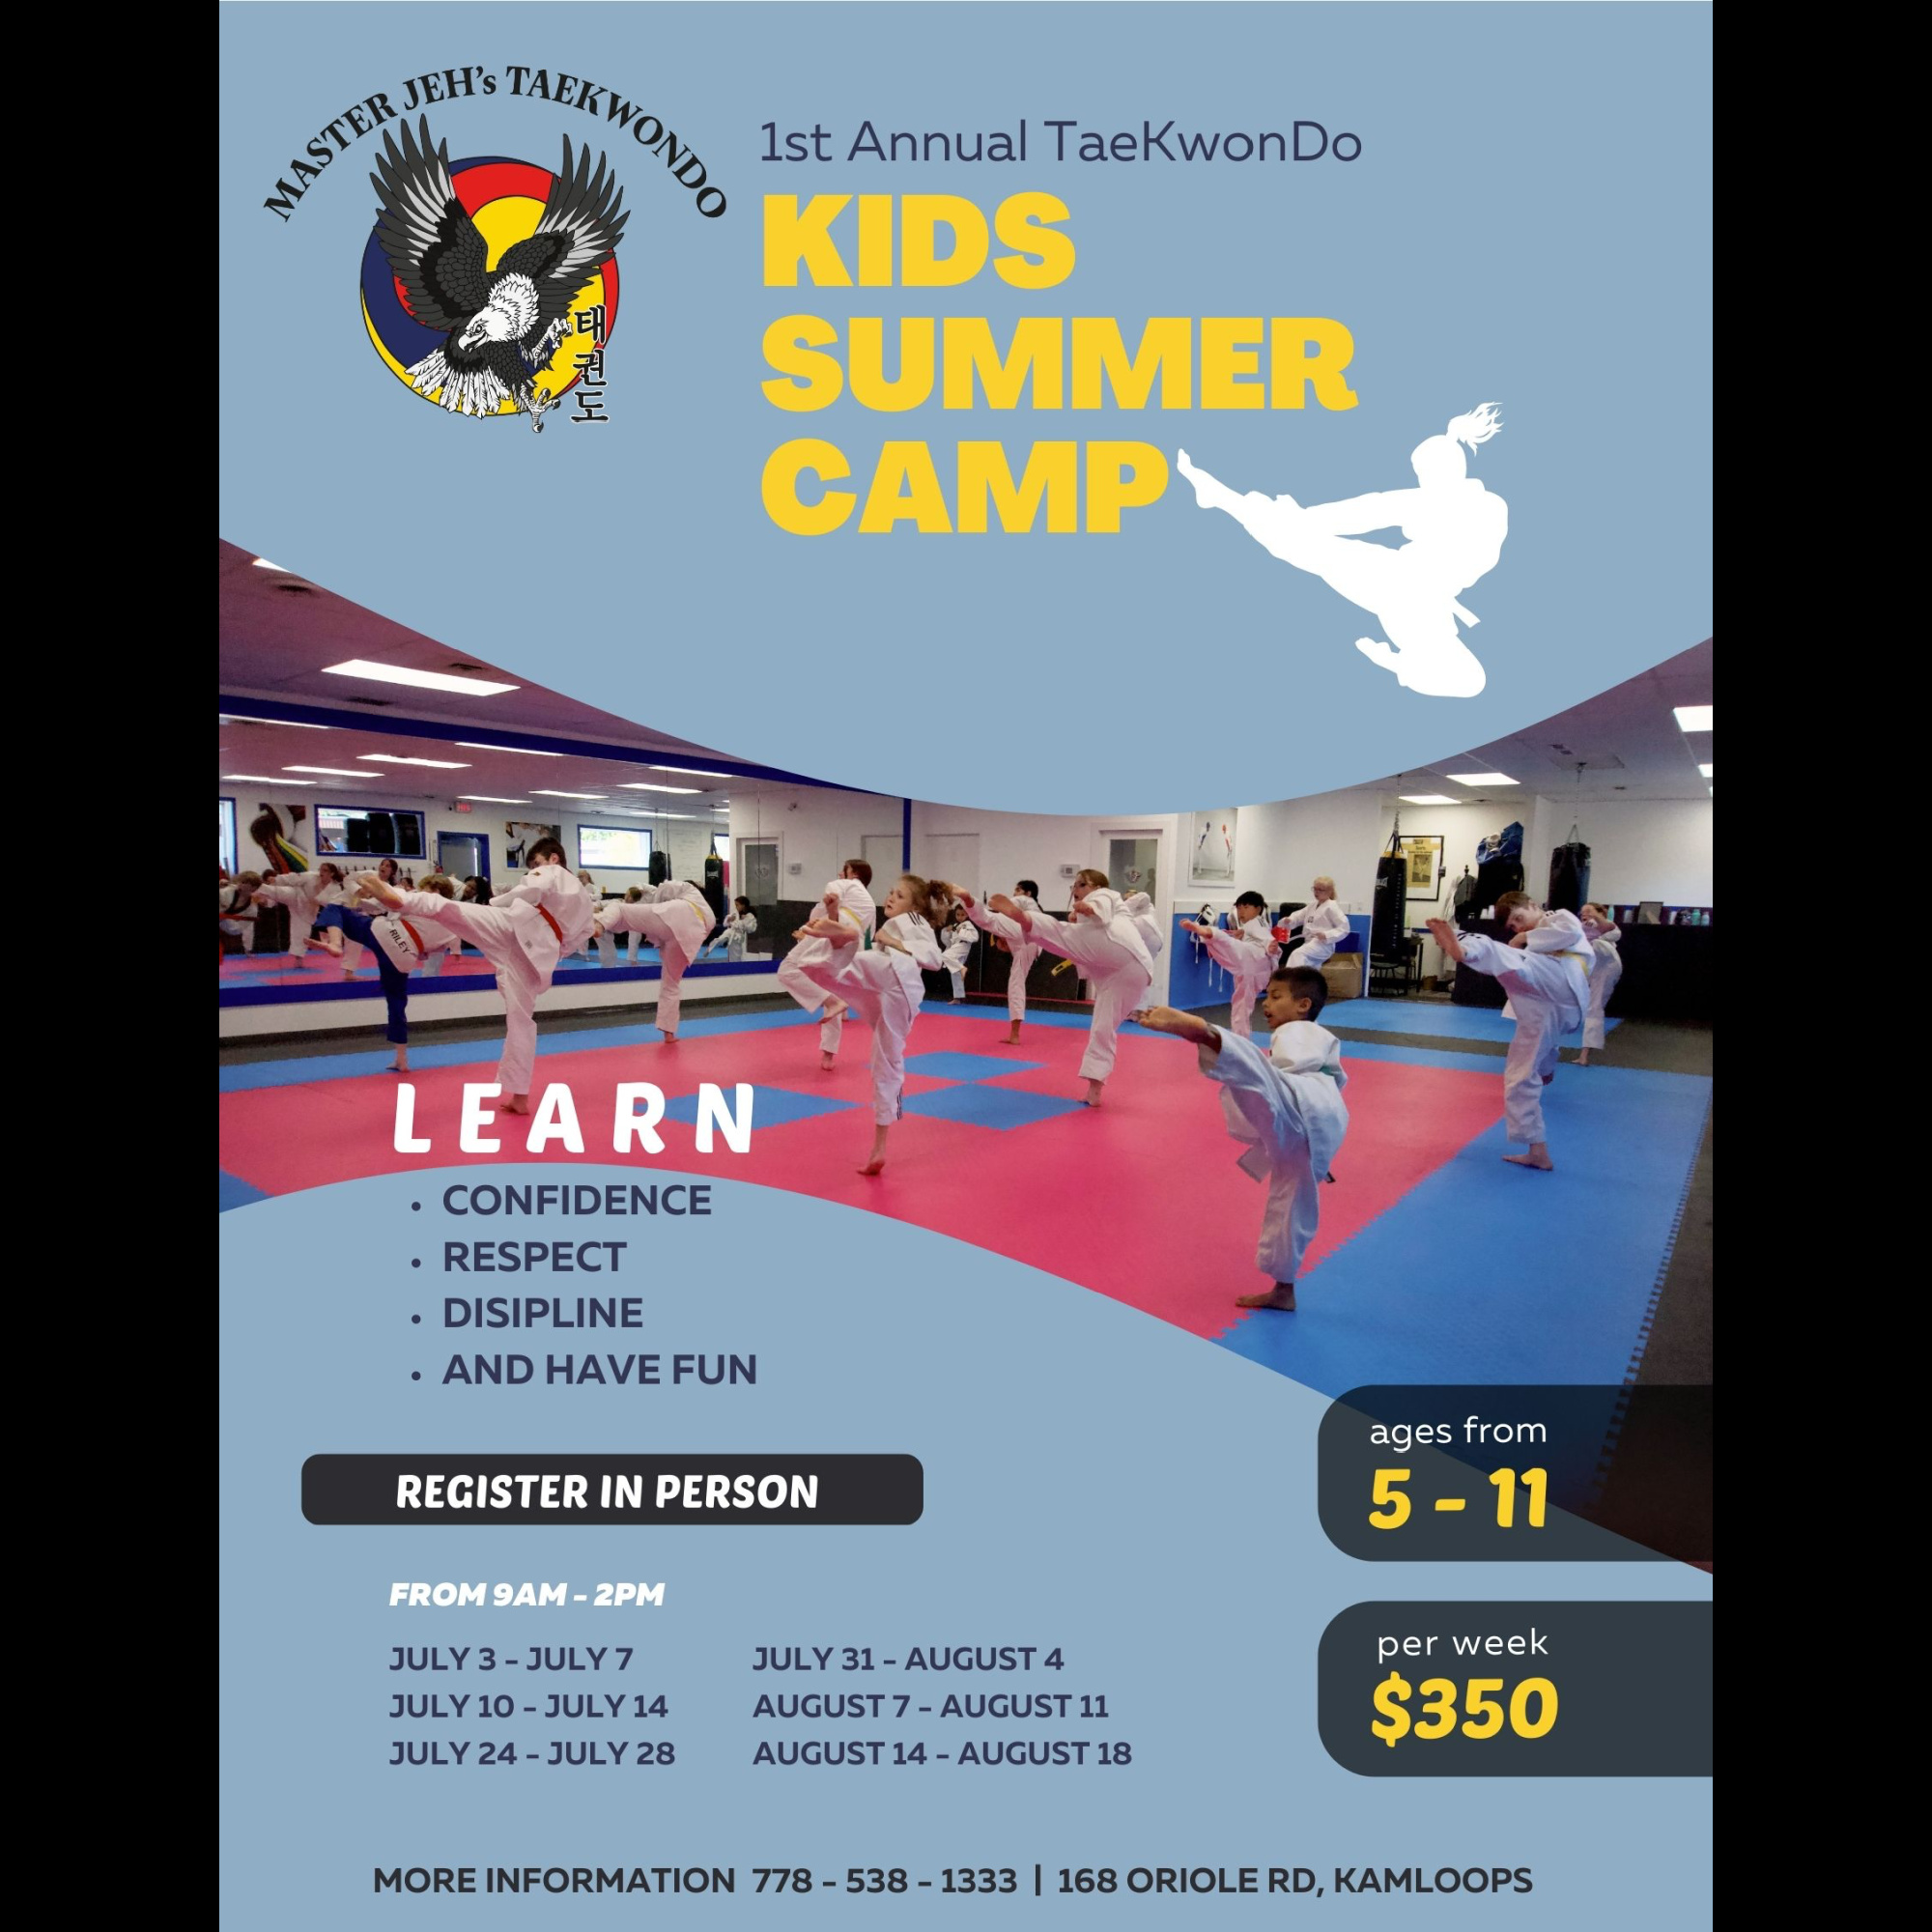 MASTER JEH's TAEKWONDO
태권도
1st Annual TaeKwonDo
KIDS
SUMMER
CAMP
RILEY
LEARN
• CONFIDENCE
• RESPECT
• DISIPLINE
• AND HAVE FUN
ages from
5 - 11
REGISTER IN PERSON
FROM 9AM - 2PM
JULY 3 - JULY 7
JULY 10 - JULY 14
JULY 24 - JULY 28
JULY 31 - AUGUST 4
AUGUST 7 - AUGUST 11
AUGUST 14 - AUGUST 18
per week
$350
MORE INFORMATION 778 - 538 - 1333 | 168 ORIOLE RD, KAMLOOPS